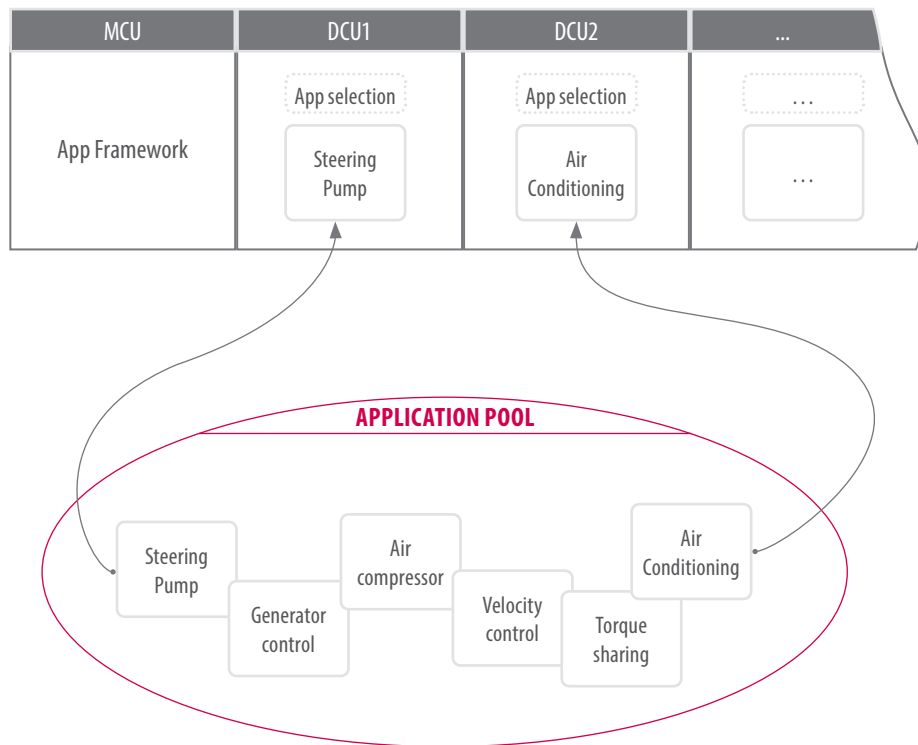 MCU
DCU1
DCU2
...
App Framework
App selection
Steering
Pump
App selection
Air
Conditioning
...
...
APPLICATION POOL
Steering
Pump
Generator
control
Air
compressor
Velocity
control
Torque
sharing
Air
Conditioning